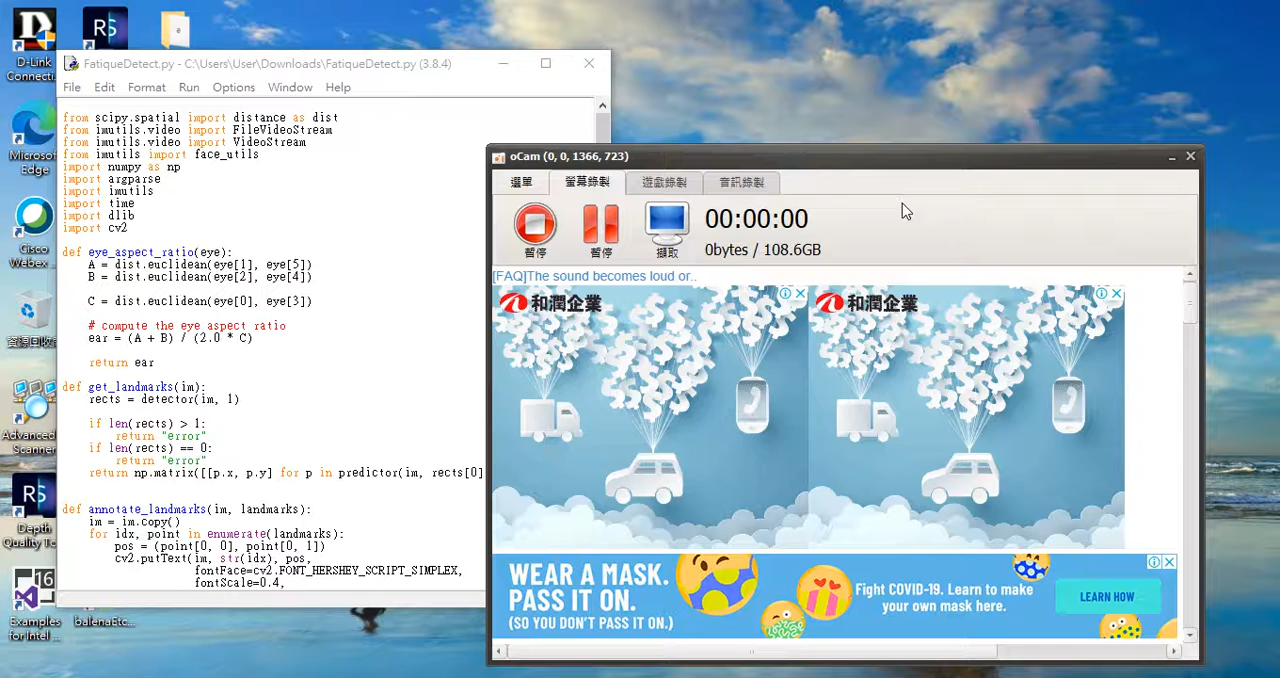 D-Link
Connecti...
Microsof
Edge
Cisco
Webex ..
資源回收
Advanced
Scanner
RS
Depth
Quality To
16
Examples
for Intel ...
RS
balenaEtc...
FatiqueDetect.py - C:\Users\User\Downloads\FatiqueDetect.py (3.8.4)
File Edit Format Run Options Window Help
from scipy.spatial import distance as dist
from imutils.video import FileVideoStream
from imutils.video import VideoStream
from imutils import face_utils
import numpy as np
import argparse
import imutils
import time
import dlib
import cv2
def eye_aspect_ratio(eye):
A = dist.euclidean(eye[1], eye[5])
B = dist.euclidean(eye[2], eye[4])
C = dist.euclidean(eye[0], eye[3])
# compute the eye aspect ratio
ear = (A + B) / (2.0 * C)
return ear
def get_landmarks(im):
rects = detector(im, 1)
if len(rects) > 1:
return "error"
if len(rects) == 0:
return "error"
return np.matrix([[p.x, p.y] for p in predictor(im, rects[0]
def annotate_landmarks(im, landmarks):
im = im.copy()
for idx, point in enumerate(landmarks):
pos = (point[0, 0], point[0, 1])
cv2.putText(im, str(idx), pos,
fontFace=cv2.FONT_HERSHEY_SCRIPT_SIMPLEX,
fontScale=0.4,
oCam (0, 0, 1366, 723)
選單 螢幕錄製 遊戲錄製 音訊錄製
暫停 暫停 擷取
00:00:00
0bytes / 108.6GB
[FAQ]The sound becomes loud or..
和潤企業 和潤企業
WEAR A MASK.
PASS IT ON.
(SO YOU DON'T PASS IT ON.)
Fight COVID-19. Learn to make
your own mask here.
LEARN HOW